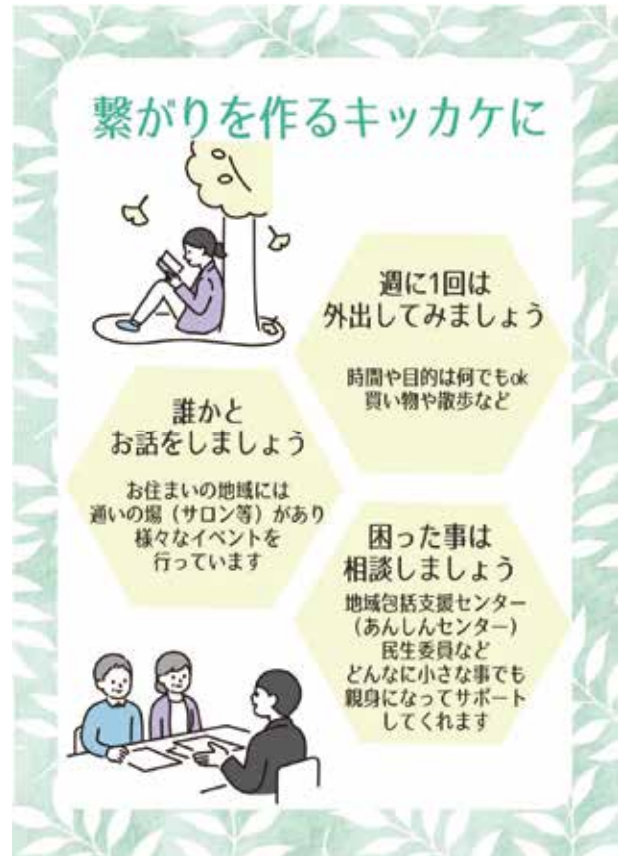 繋がりを作るキッカケに
週に1回は
外出してみましょう
時間や目的は何でもok
買い物や散歩など
誰かと
お話をしましょう
お住まいの地域には
通いの場（サロン等）があり
様々なイベントを
行っています
困った事は
相談しましょう
地域包括支援センター
（あんしんセンター）
民生委員など
どんなに小さな事でも
親身になってサポート
してくれます